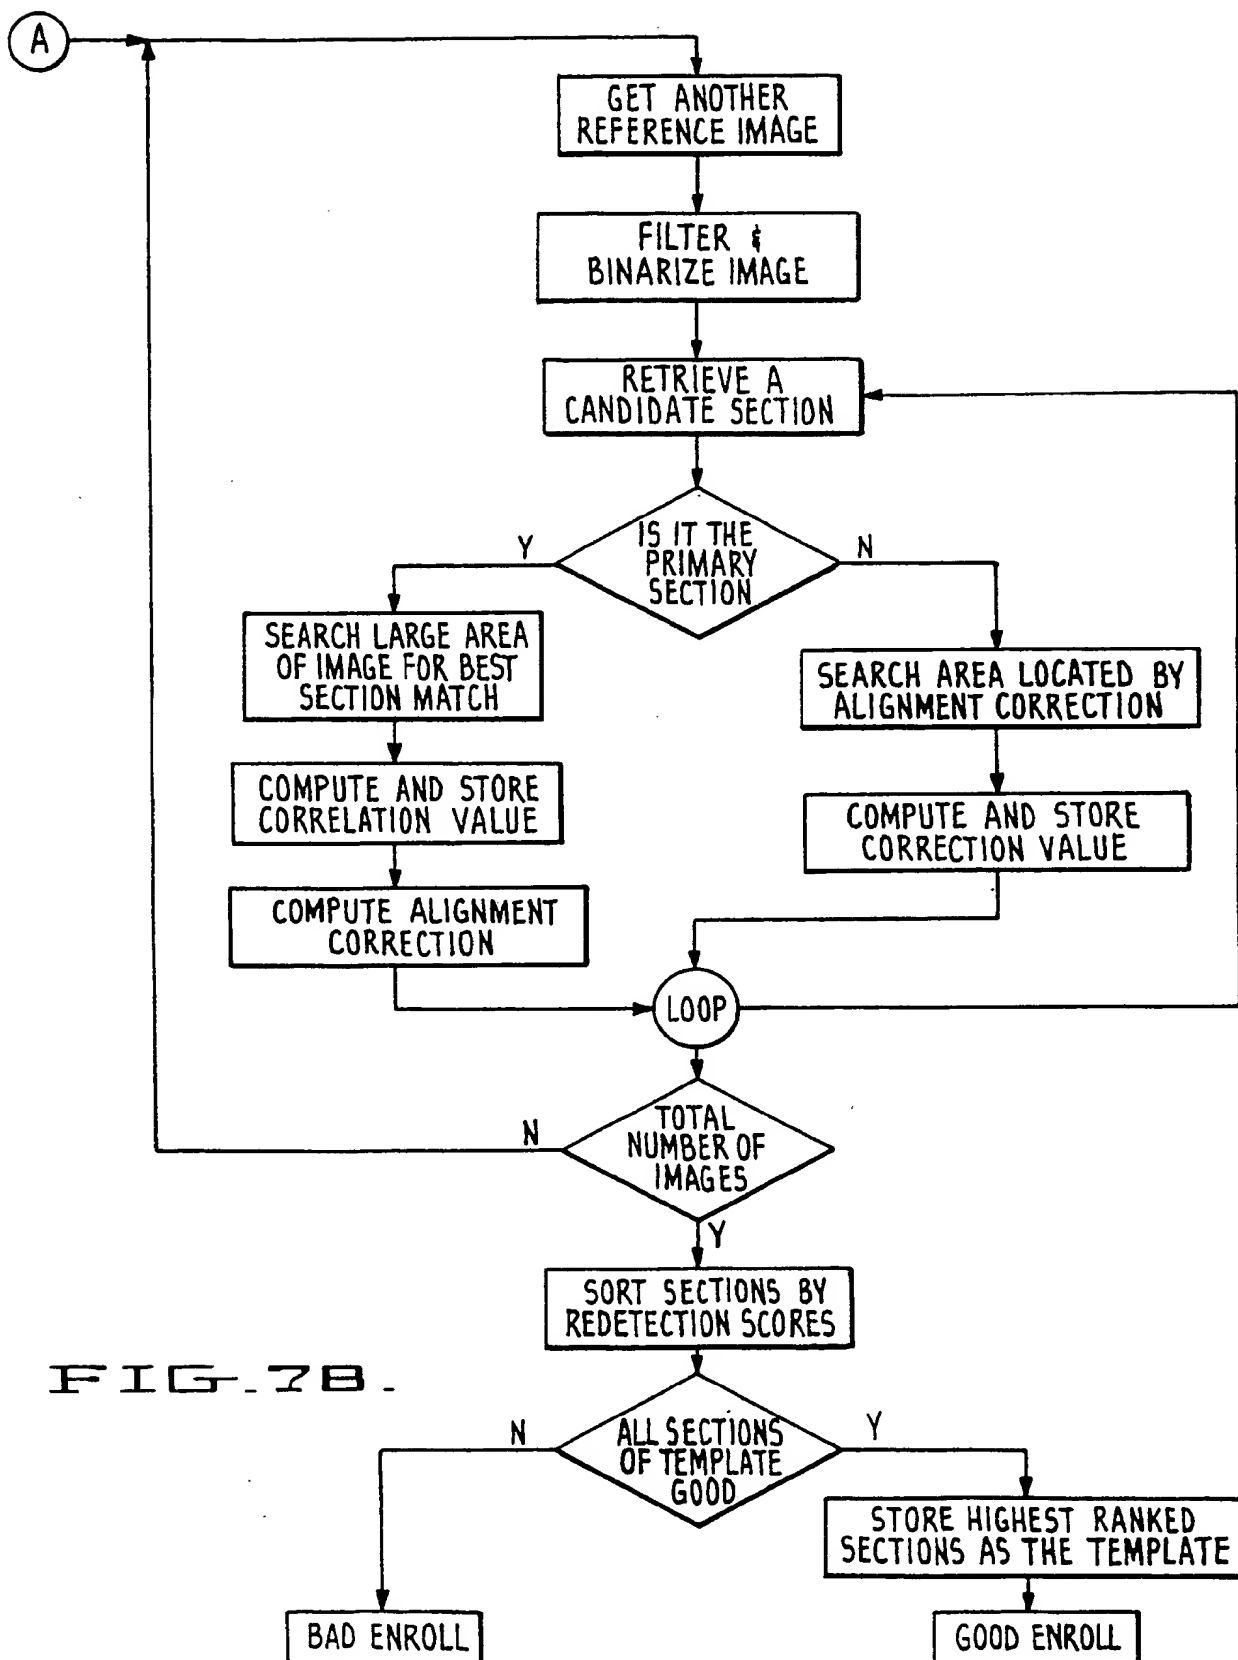 A
GET ANOTHER
REFERENCE IMAGE
FILTER &
BINARIZE IMAGE
RETRIEVE A
CANDIDATE SECTION
IS IT THE
PRIMARY
SECTION
Y
N
SEARCH LARGE AREA
OF IMAGE FOR BEST
SECTION MATCH
SEARCH AREA LOCATED BY
ALIGNMENT CORRECTION
COMPUTE AND STORE
CORRELATION VALUE
COMPUTE AND STORE
CORRECTION VALUE
COMPUTE ALIGNMENT
CORRECTION
LOOP
TOTAL
NUMBER OF
IMAGES
N
Y
SORT SECTIONS BY
REDETECTION SCORES
FIG.7B.
ALL SECTIONS
OF TEMPLATE
GOOD
N
Y
STORE HIGHEST RANKED
SECTIONS AS THE TEMPLATE
BAD ENROLL
GOOD ENROLL